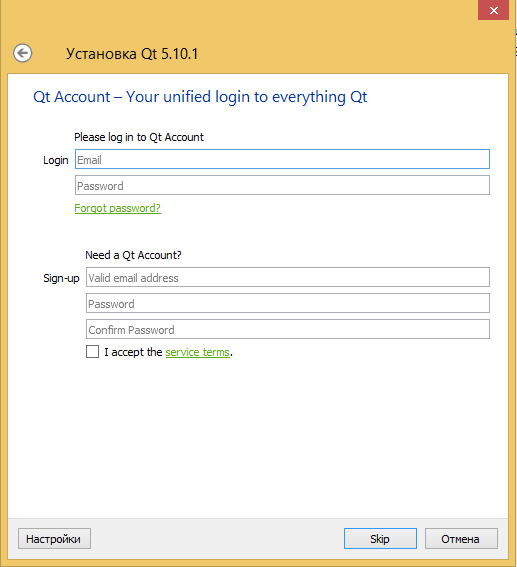 Установка Qt 5.10.1
Qt Account – Your unified login to everything Qt
Please log in to Qt Account
Login Email
Password
Forgot password?
Need a Qt Account?
Sign-up Valid email address
Password
Confirm Password
I accept the service terms.
Настройки Skip Отмена